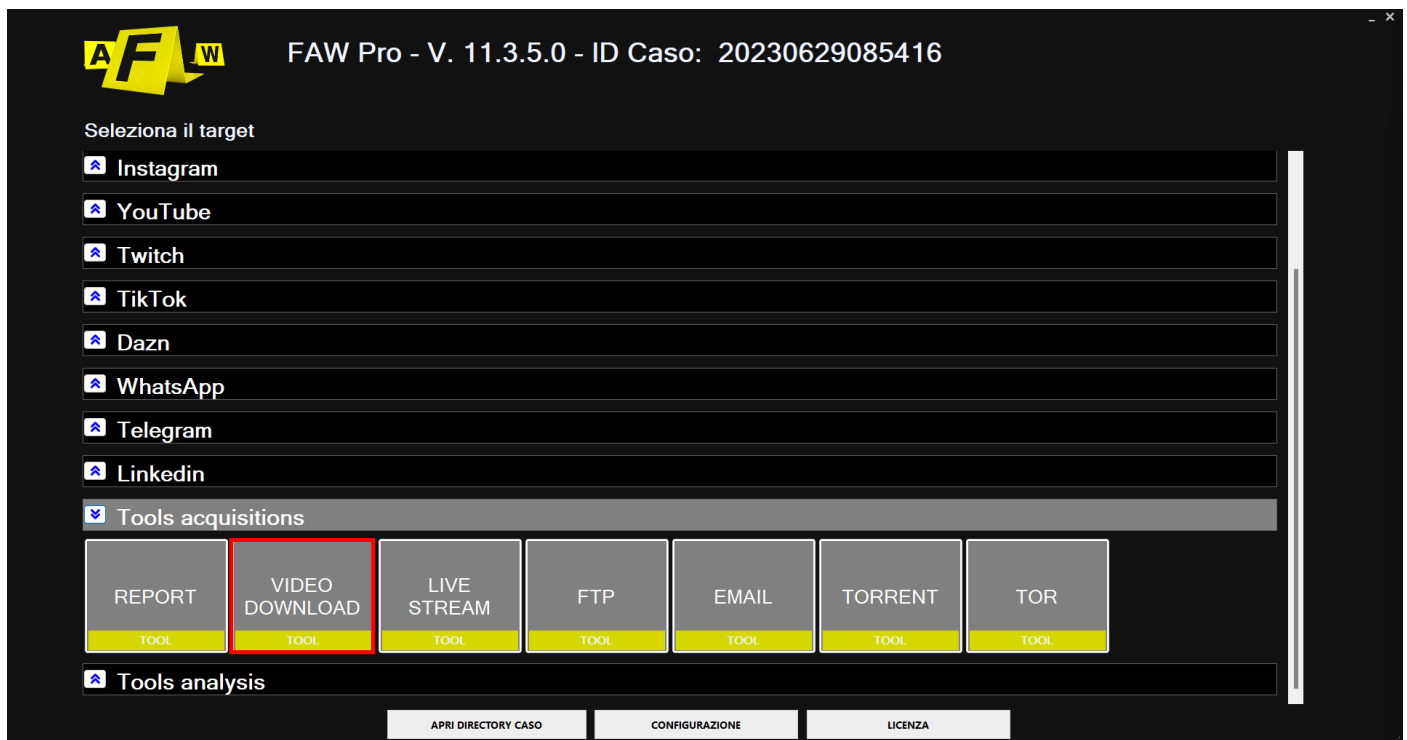 A F W
FAW Pro - V. 11.3.5.0 - ID Caso: 20230629085416
Seleziona il target
Instagram
YouTube
Twitch
TikTok
Dazn
WhatsApp
Telegram
Linkedin
Tools acquisitions
REPORT
TOOL
VIDEO
DOWNLOAD
TOOL
LIVE
STREAM
TOOL
FTP
TOOL
EMAIL
TOOL
TORRENT
TOOL
TOR
TOOL
Tools analysis
APRI DIRECTORY CASO
CONFIGURAZIONE
LICENZA